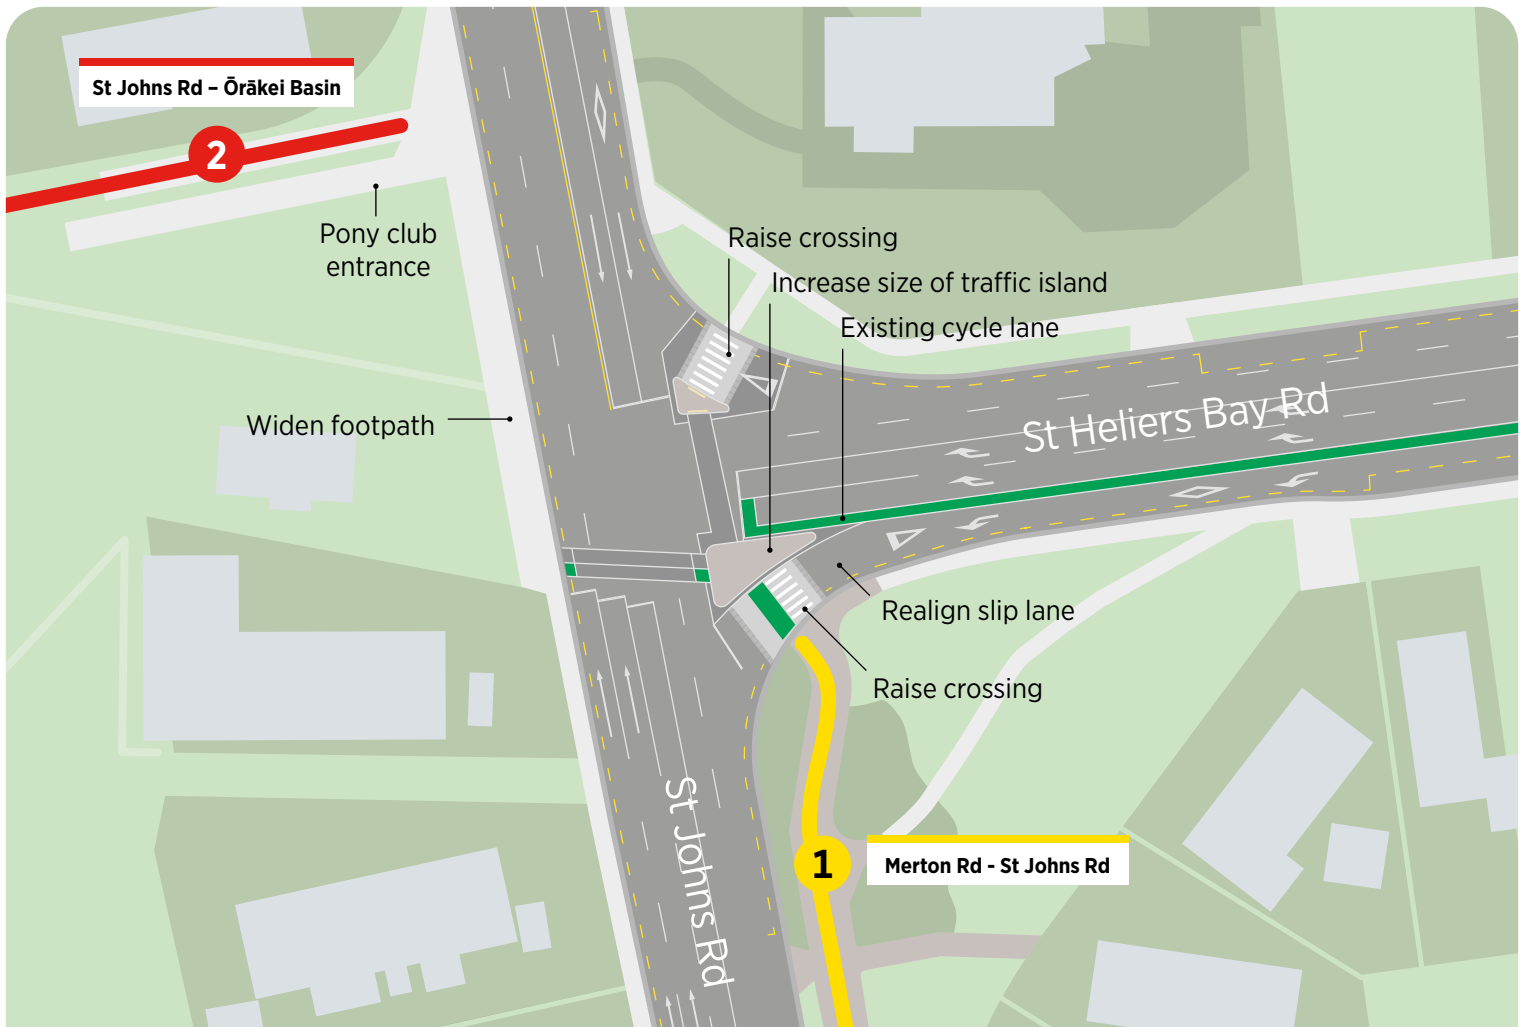 St Johns Rd – Ōrākei Basin
2
Pony club
entrance
Raise crossing
Increase size of traffic island
Existing cycle lane
St Heliers Bay Rd
Widen footpath
Realign slip lane
Raise crossing
St Johns Rd
1
Merton Rd - St Johns Rd